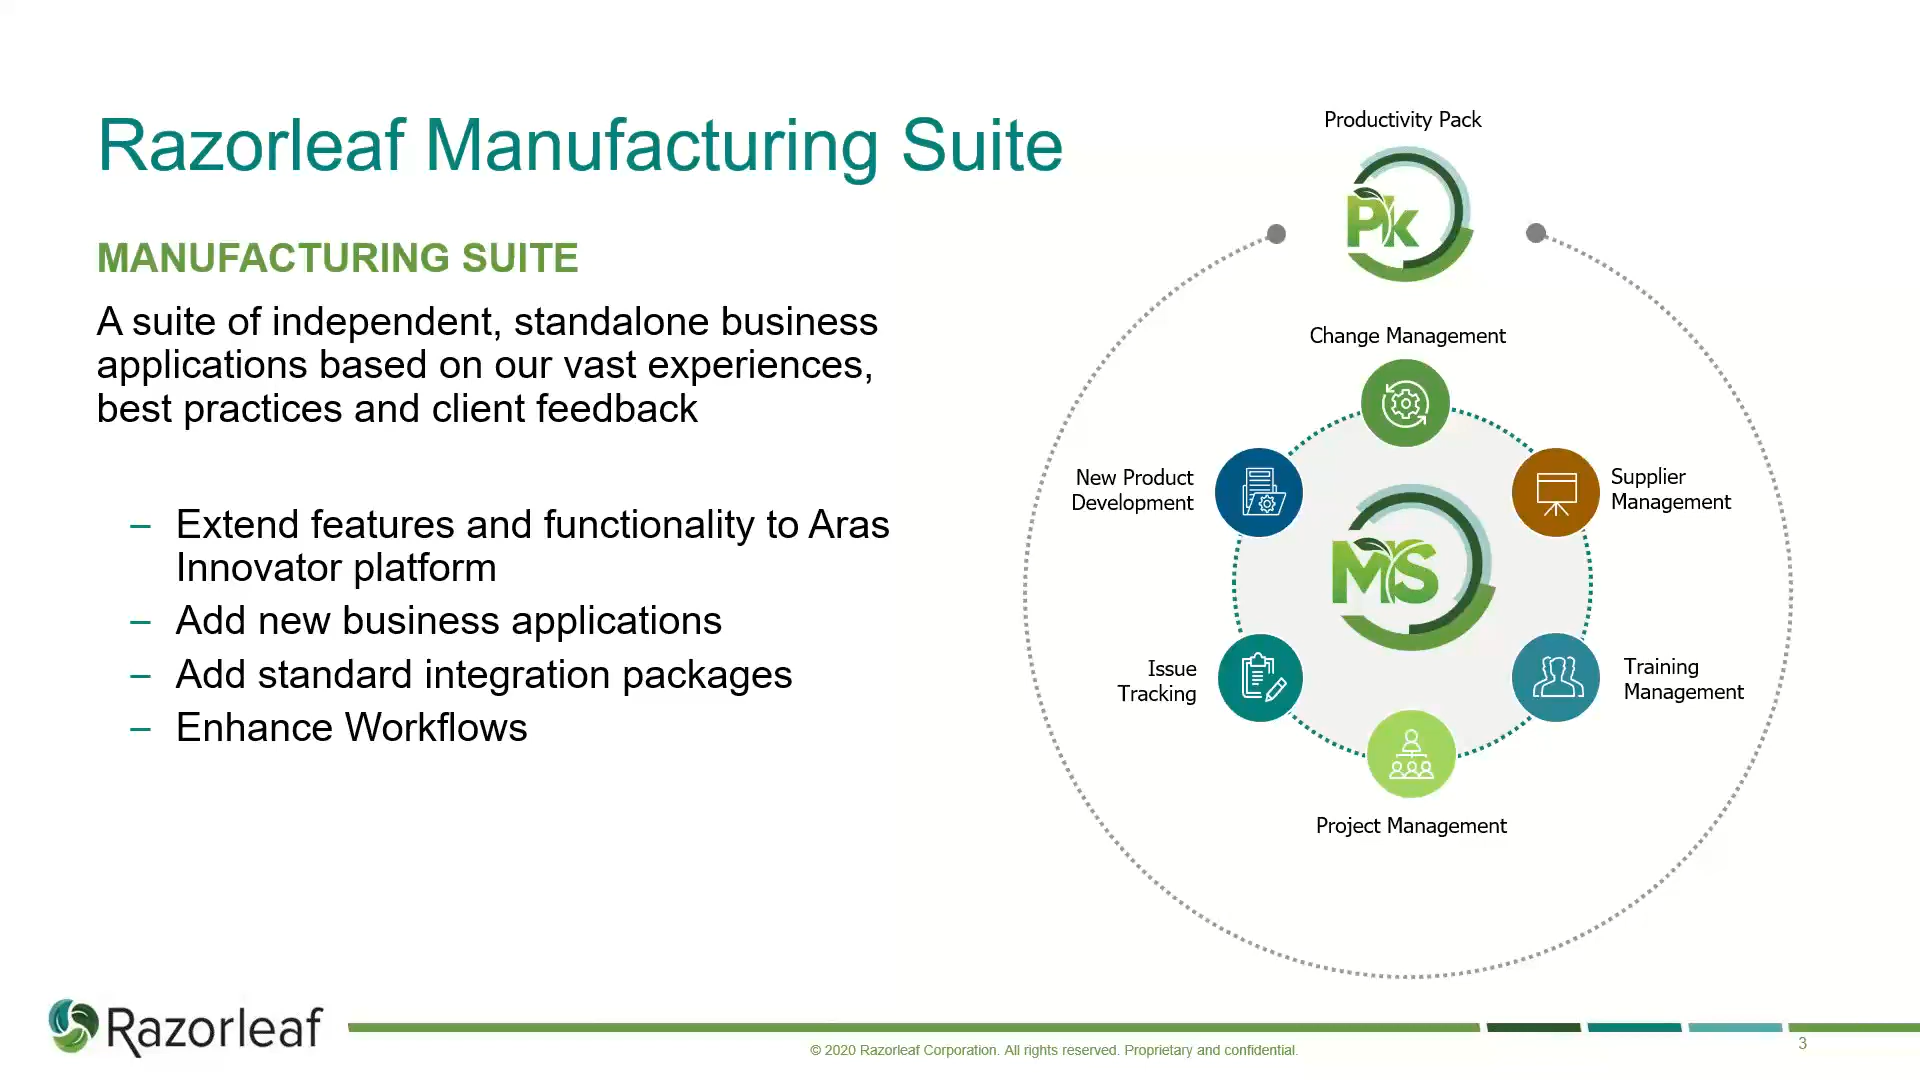 Razorleaf Manufacturing Suite
MANUFACTURING SUITE
A suite of independent, standalone business
applications based on our vast experiences,
best practices and client feedback
– Extend features and functionality to Aras
Innovator platform
– Add new business applications
– Add standard integration packages
– Enhance Workflows
Productivity Pack
Pk
Change Management
New Product
Development
Supplier
Management
MS
Issue
Tracking
Training
Management
Project Management
Razorleaf
© 2020 Razorleaf Corporation. All rights reserved. Proprietary and confidential.
3